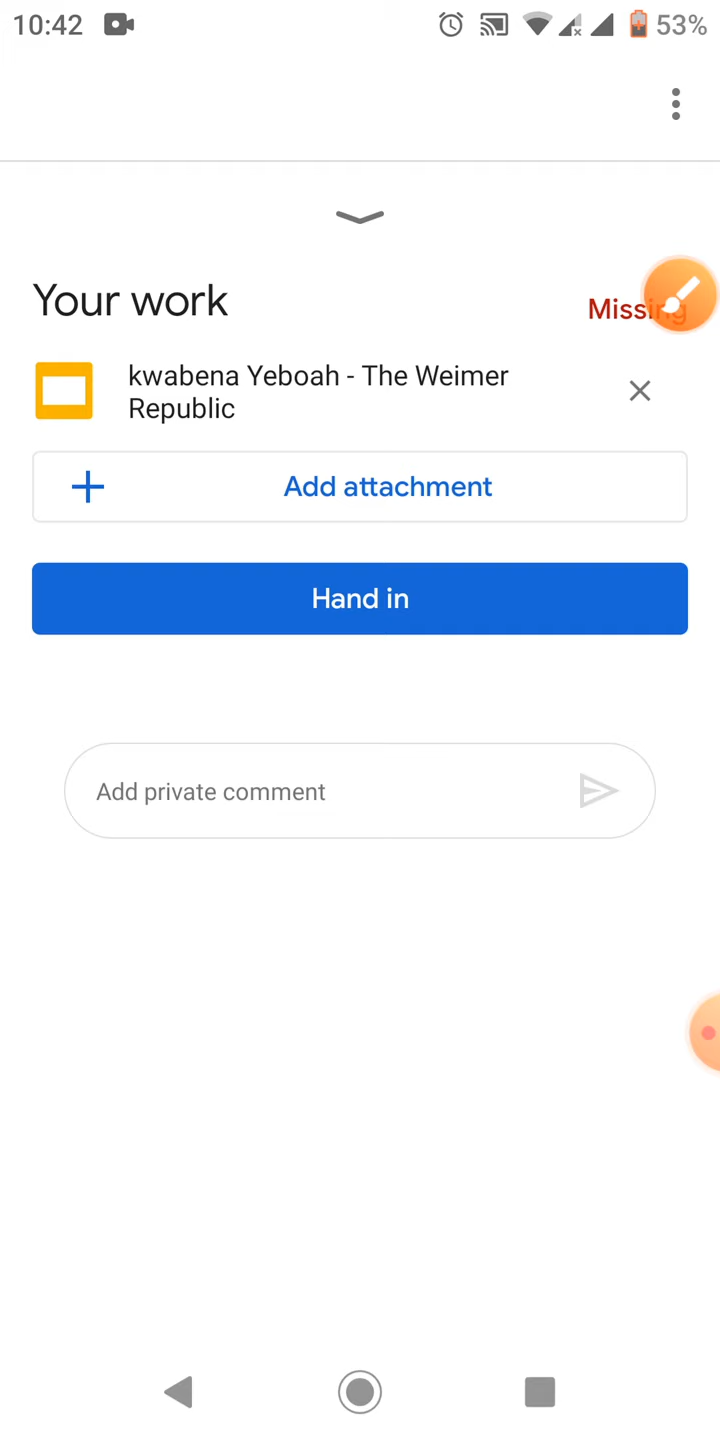 10:42 53%
Your work
Missing
kwabena Yeboah - The Weimer
Republic
Add attachment
Hand in
Add private comment